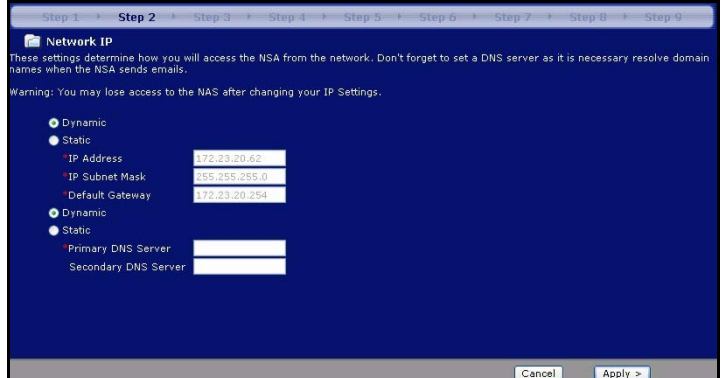 Step 1 Step 2 Step 3 Step 4 Step 5 Step 6 Step 7 Step 8 Step 9
Network IP
These settings determine how you will access the NSA from the network. Don't forget to set a DNS server as it is necessary resolve domain
names when the NSA sends emails.
Warning: You may lose access to the NAS after changing your IP Settings.
Dynamic
Static
*IP Address 172.23.20.62
*IP Subnet Mask 255.255.255.0
*Default Gateway 172.23.20.254
Dynamic
Static
*Primary DNS Server
Secondary DNS Server
Cancel Apply >